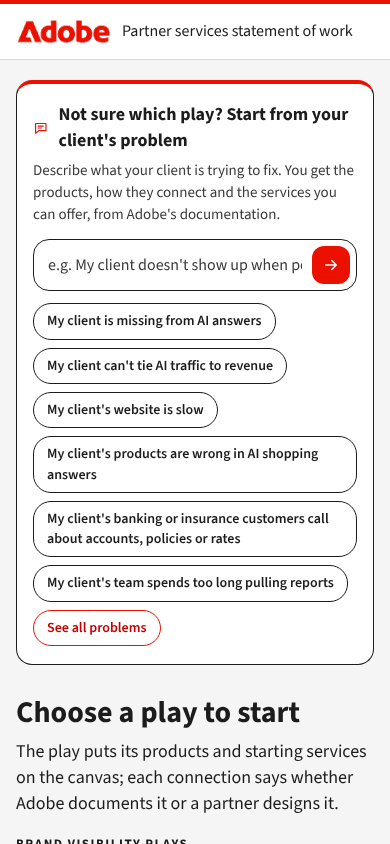 Adobe Partner services statement of work
Not sure which play? Start from your
client's problem
Describe what your client is trying to fix. You get the
products, how they connect and the services you
can offer, from Adobe's documentation.
e.g. My client doesn't show up when
My client is missing from AI answers
My client can't tie AI traffic to revenue
My client's website is slow
My client's products are wrong in AI shopping
answers
My client's banking or insurance customers call
about accounts, policies or rates
My client's team spends too long pulling reports
See all problems
Choose a play to start
The play puts its products and starting services
on the canvas; each connection says whether
Adobe documents it or a partner designs it.
BRAND VISIBILITY PLAYS